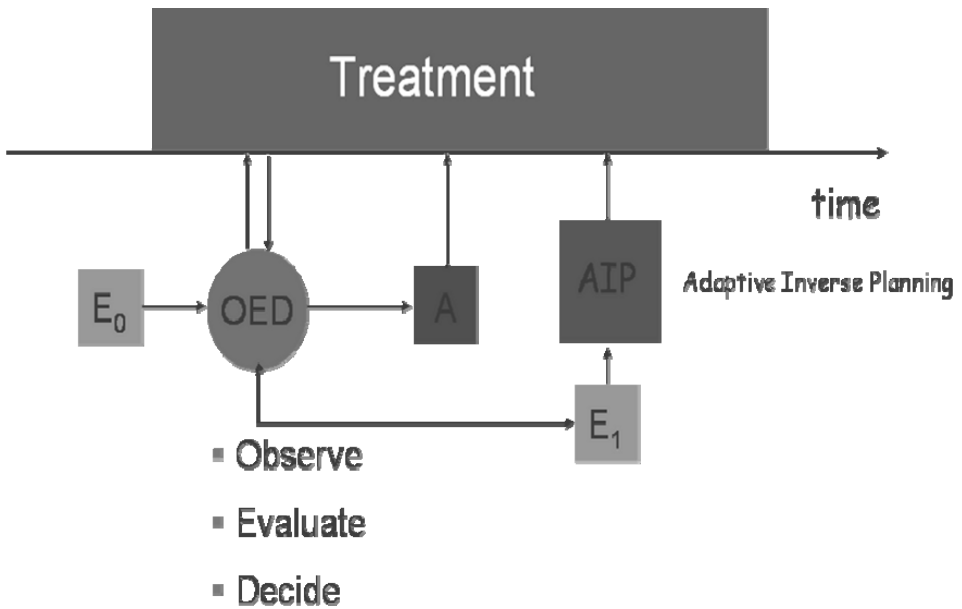 Treatment
time
E₀
OED
A
AIP
Adaptive Inverse Planning
E₁
▪ Observe
▪ Evaluate
▪ Decide